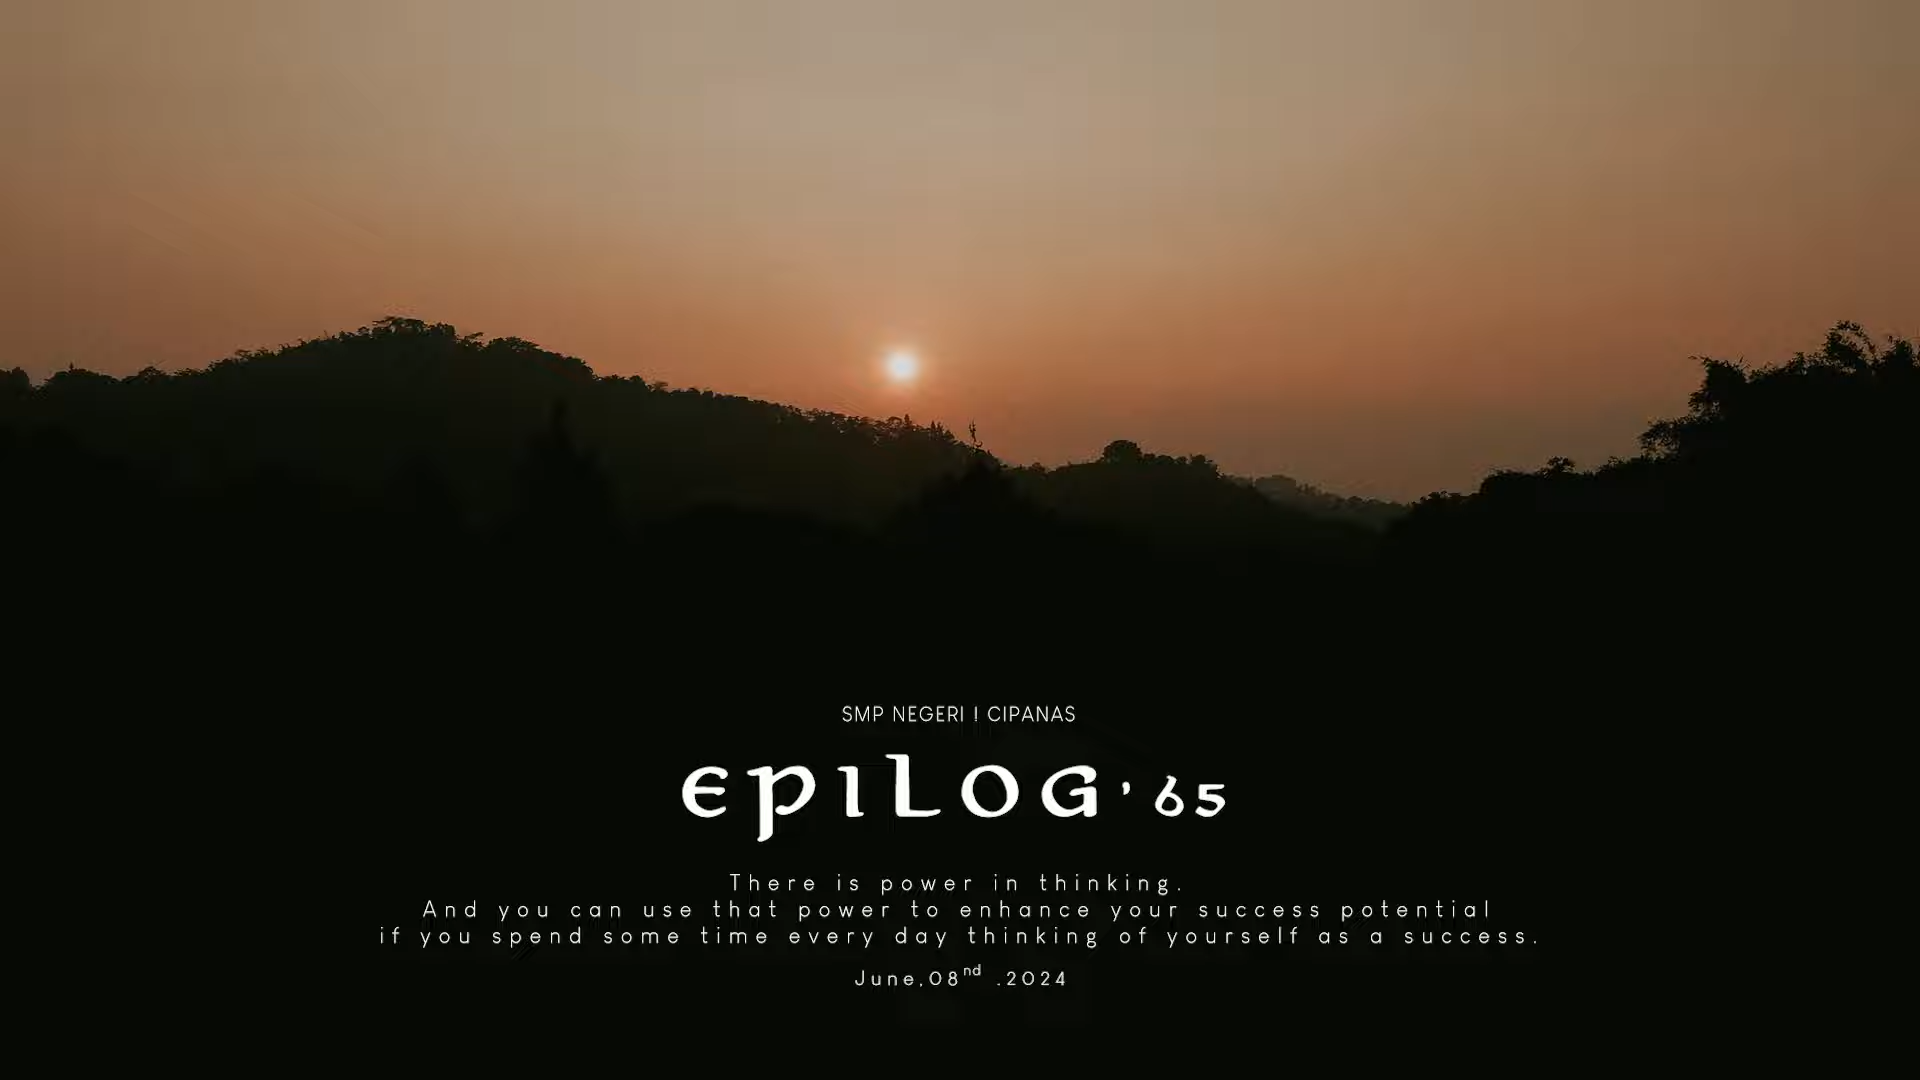 SMP NEGERI 1 CIPANAS
EPILOG'65
There is power in thinking.
And you can use that power to enhance your success potential
if you spend some time every day thinking of yourself as a success.
June,08nd .2024